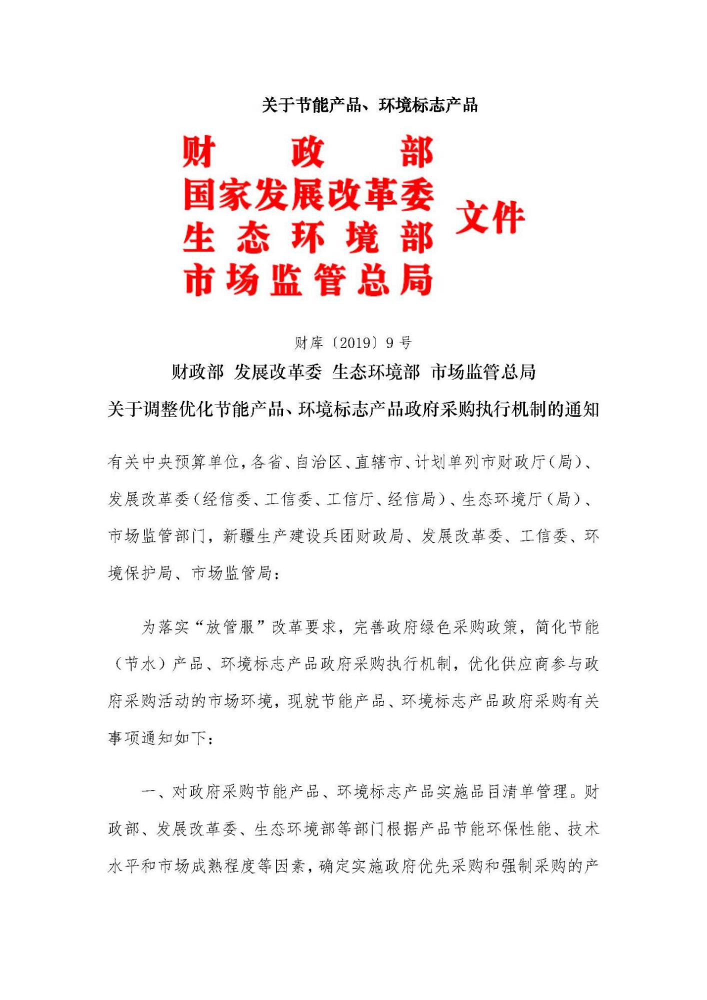 关于节能产品、环境标志产品
财政部
国家发展改革委
生态环境部
市场监管总局
文件
财库〔2019〕9号
财政部 发展改革委 生态环境部 市场监管总局
关于调整优化节能产品、环境标志产品政府采购执行机制的通知
有关中央预算单位，各省、自治区、直辖市、计划单列市财政厅（局）、
发展改革委（经信委、工信委、工信厅、经信局）、生态环境厅（局）、
市场监管部门，新疆生产建设兵团财政局、发展改革委、工信委、环
境保护局、市场监管局：
为落实“放管服”改革要求，完善政府绿色采购政策，简化节能
（节水）产品、环境标志产品政府采购执行机制，优化供应商参与政
府采购活动的市场环境，现就节能产品、环境标志产品政府采购有关
事项通知如下：
一、对政府采购节能产品、环境标志产品实施品目清单管理。财
政部、发展改革委、生态环境部等部门根据产品节能环保性能、技术
水平和市场成熟程度等因素，确定实施政府优先采购和强制采购的产